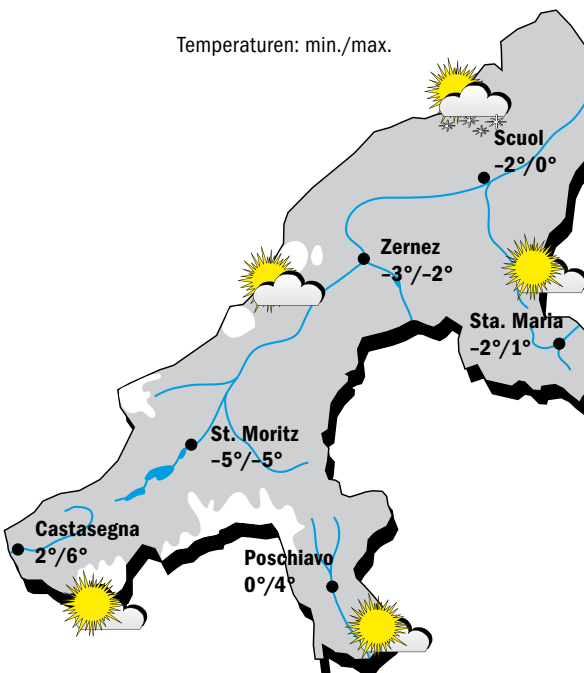 Temperaturen: min./max.
Scuol
–2°/0°
Zernez
–3°/–2°
Sta. Maria
–2°/1°
St. Moritz
–5°/–5°
Castasegna
2°/6°
Poschiavo
0°/4°